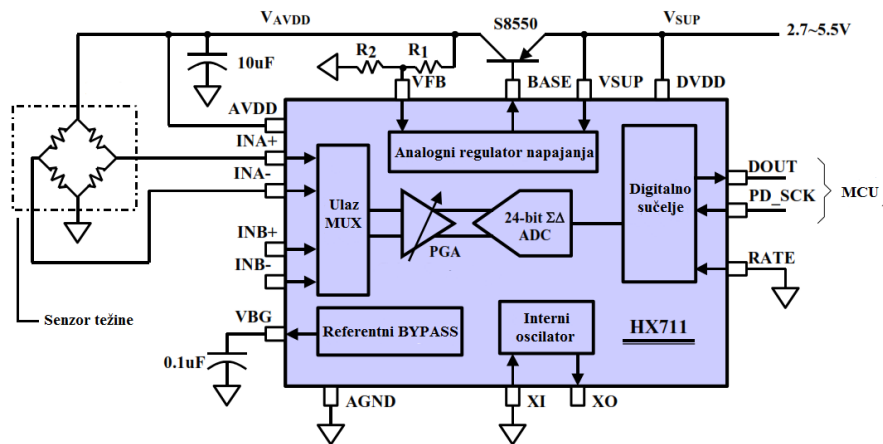 VAVDD
S8550
VSUP
2.7~5.5V
10uF
R2
R1
VFB
BASE
VSUP
DVDD
AVDD
INA+
INA-
INB+
INB-
VBG
Analogni regulator napajanja
Ulaz
MUX
PGA
24-bit ΣΔ
ADC
Digitalno
sučelje
DOUT
PD_SCK
MCU
RATE
Senzor težine
Referentni BYPASS
Interni
oscilator
HX711
0.1uF
AGND
XI
XO